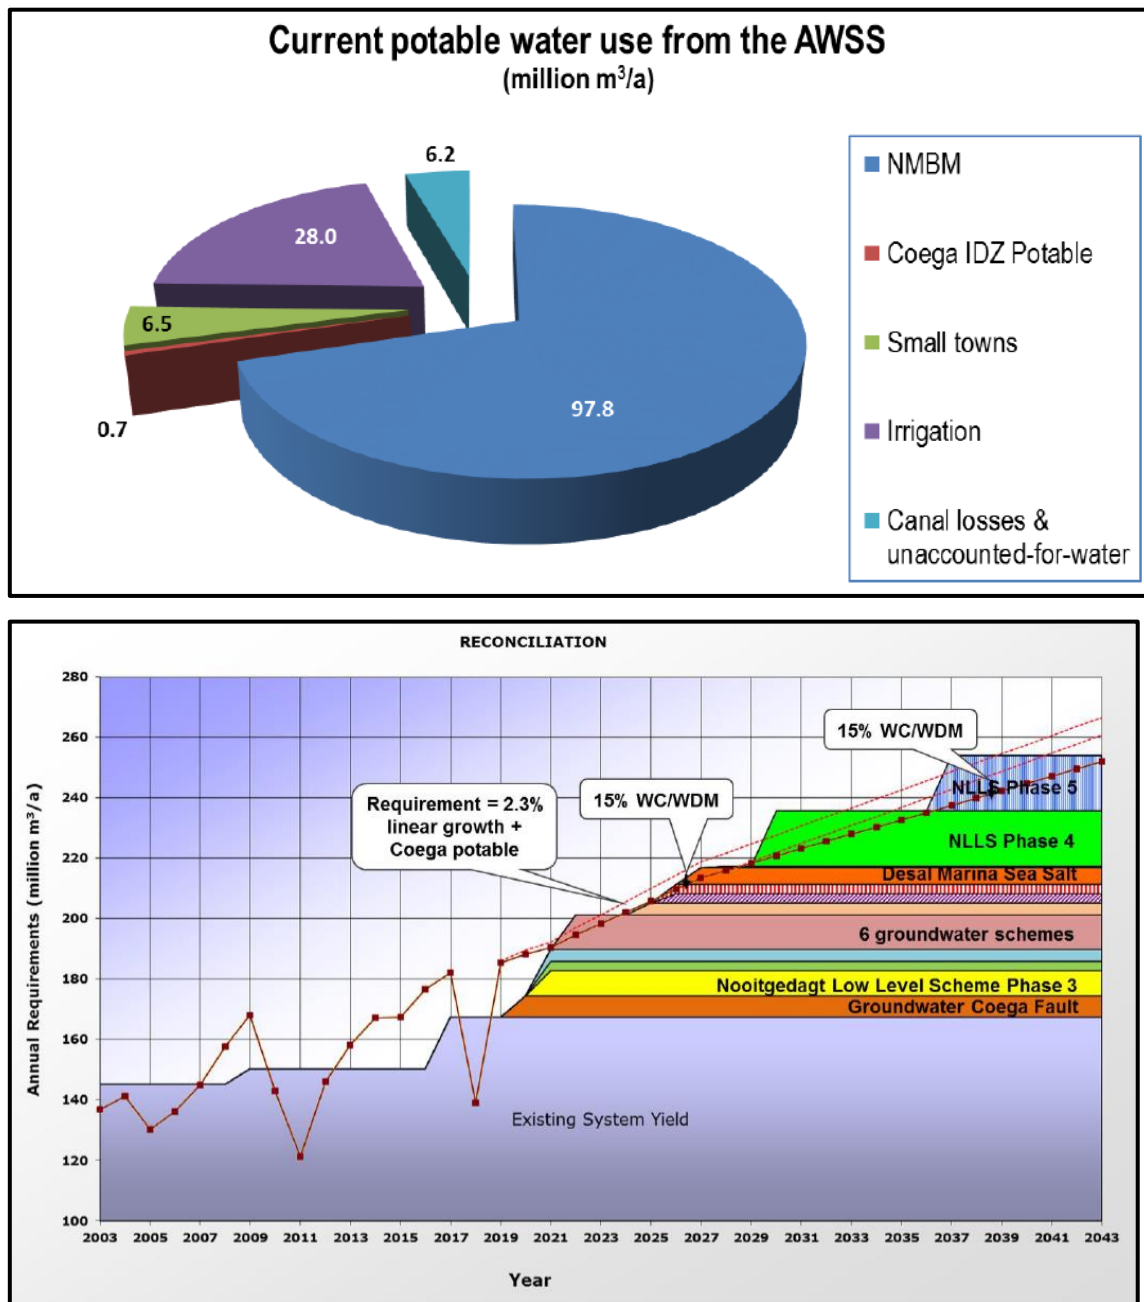 Current potable water use from the AWSS
(million m³/a)
6.2
28.0
6.5
0.7
97.8
NMBM
Coega IDZ Potable
Small towns
Irrigation
Canal losses &
unaccounted-for-water
RECONCILIATION
Annual Requirements (million m³/a)
280
260
240
220
200
180
160
140
120
100
15% WC/WDM
Requirement = 2.3%
linear growth +
Coega potable
15% WC/WDM
NLLS Phase 5
NLLS Phase 4
Desal Marina Sea Salt
6 groundwater schemes
Nooitgedagt Low Level Scheme Phase 3
Groundwater Coega Fault
Existing System Yield
2003 2005 2007 2009 2011 2013 2015 2017 2019 2021 2023 2025 2027 2029 2031 2033 2035 2037 2039 2041 2043
Year